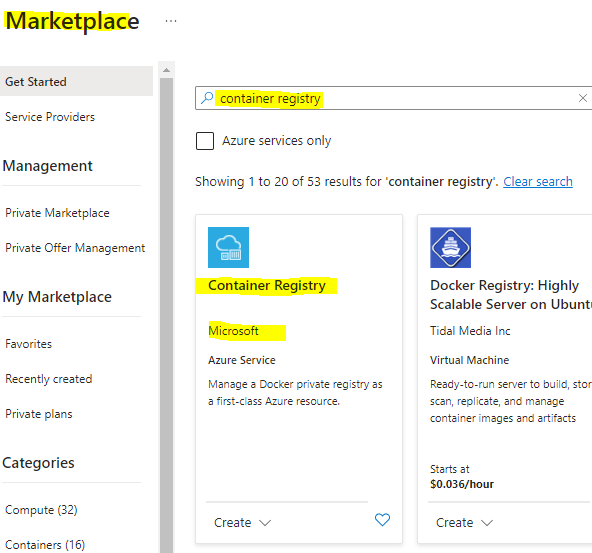 Marketplace ...
Get Started
Service Providers
Management
Private Marketplace
Private Offer Management
My Marketplace
Favorites
Recently created
Private plans
Categories
Compute (32)
Containers (16)
container registry
Azure services only
Showing 1 to 20 of 53 results for 'container registry'. Clear search
Container Registry
Microsoft
Azure Service
Manage a Docker private registry as
a first-class Azure resource.
Create
Docker Registry: Highly
Scalable Server on Ubuntu
Tidal Media Inc
Virtual Machine
Ready-to-run server to build, stor
scan, replicate, and manage
container images and artifacts
Starts at
$0.036/hour
Create